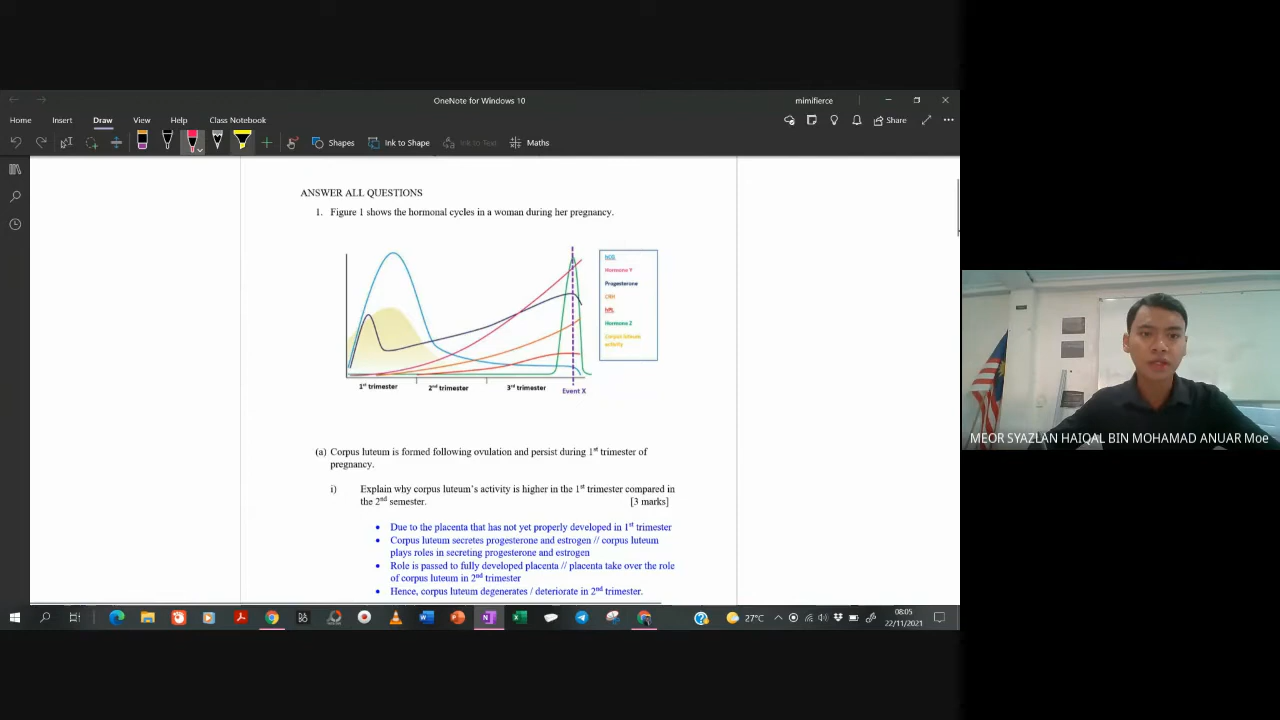 OneNote for Windows 10
mimifierce
Home Insert Draw View Help Class Notebook
Share
Shapes Ink to Shape Ink to Text Maths
ANSWER ALL QUESTIONS
1. Figure 1 shows the hormonal cycles in a woman during her pregnancy.
hCG
Hormone Y
Progesterone
CRH
hPL
Hormone Z
Corpus luteum
activity
1st trimester 2nd trimester 3rd trimester
Event X
(a) Corpus luteum is formed following ovulation and persist during 1st trimester of
pregnancy.
i) Explain why corpus luteum's activity is higher in the 1st trimester compared in
the 2nd semester. [3 marks]
• Due to the placenta that has not yet properly developed in 1st trimester
• Corpus luteum secretes progesterone and estrogen // corpus luteum
plays roles in secreting progesterone and estrogen
• Role is passed to fully developed placenta // placenta take over the role
of corpus luteum in 2nd trimester
• Hence, corpus luteum degenerates / deteriorate in 2nd trimester.
MEOR SYAZLAN HAIQAL BIN MOHAMAD ANUAR Moe
27°C
08:05
22/11/2021